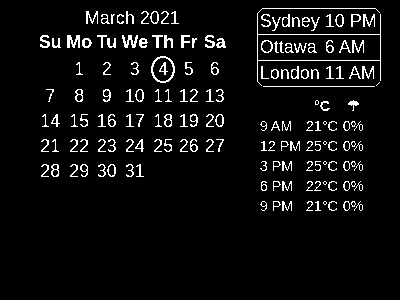 March 2021
Su Mo Tu We Th Fr Sa
1 2 3 4 5 6
7 8 9 10 11 12 13
14 15 16 17 18 19 20
21 22 23 24 25 26 27
28 29 30 31
Sydney 10 PM
Ottawa 6 AM
London 11 AM
°C ☂
9 AM 21°C 0%
12 PM 25°C 0%
3 PM 25°C 0%
6 PM 22°C 0%
9 PM 21°C 0%